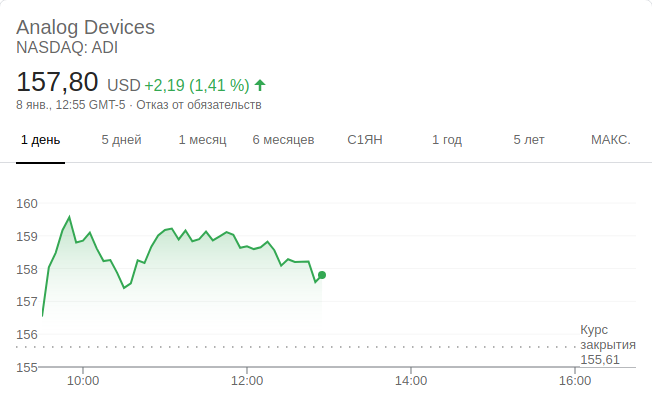 Analog Devices
NASDAQ: ADI
157,80 USD +2,19 (1,41 %)
8 янв., 12:55 GMT-5 · Отказ от обязательств
1 день 5 дней 1 месяц 6 месяцев С1ЯН 1 год 5 лет МАКС.
160
159
158
157
156
Курс
закрытия
155,61
155
10:00 12:00 14:00 16:00